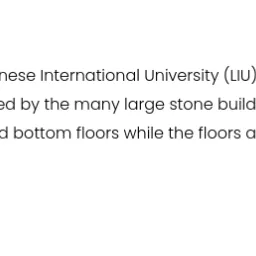 nese International University (LIU)
ed by the many large stone build
d bottom floors while the floors a